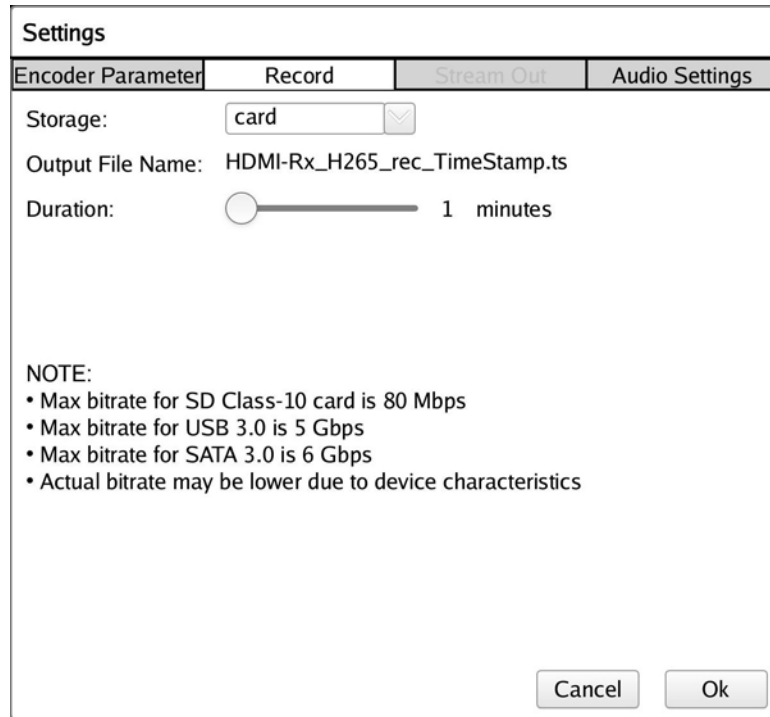 Settings
Encoder Parameter Record Stream Out Audio Settings
Storage: card
Output File Name: HDMI-Rx_H265_rec_TimeStamp.ts
Duration: 1 minutes
NOTE:
• Max bitrate for SD Class-10 card is 80 Mbps
• Max bitrate for USB 3.0 is 5 Gbps
• Max bitrate for SATA 3.0 is 6 Gbps
• Actual bitrate may be lower due to device characteristics
Cancel Ok